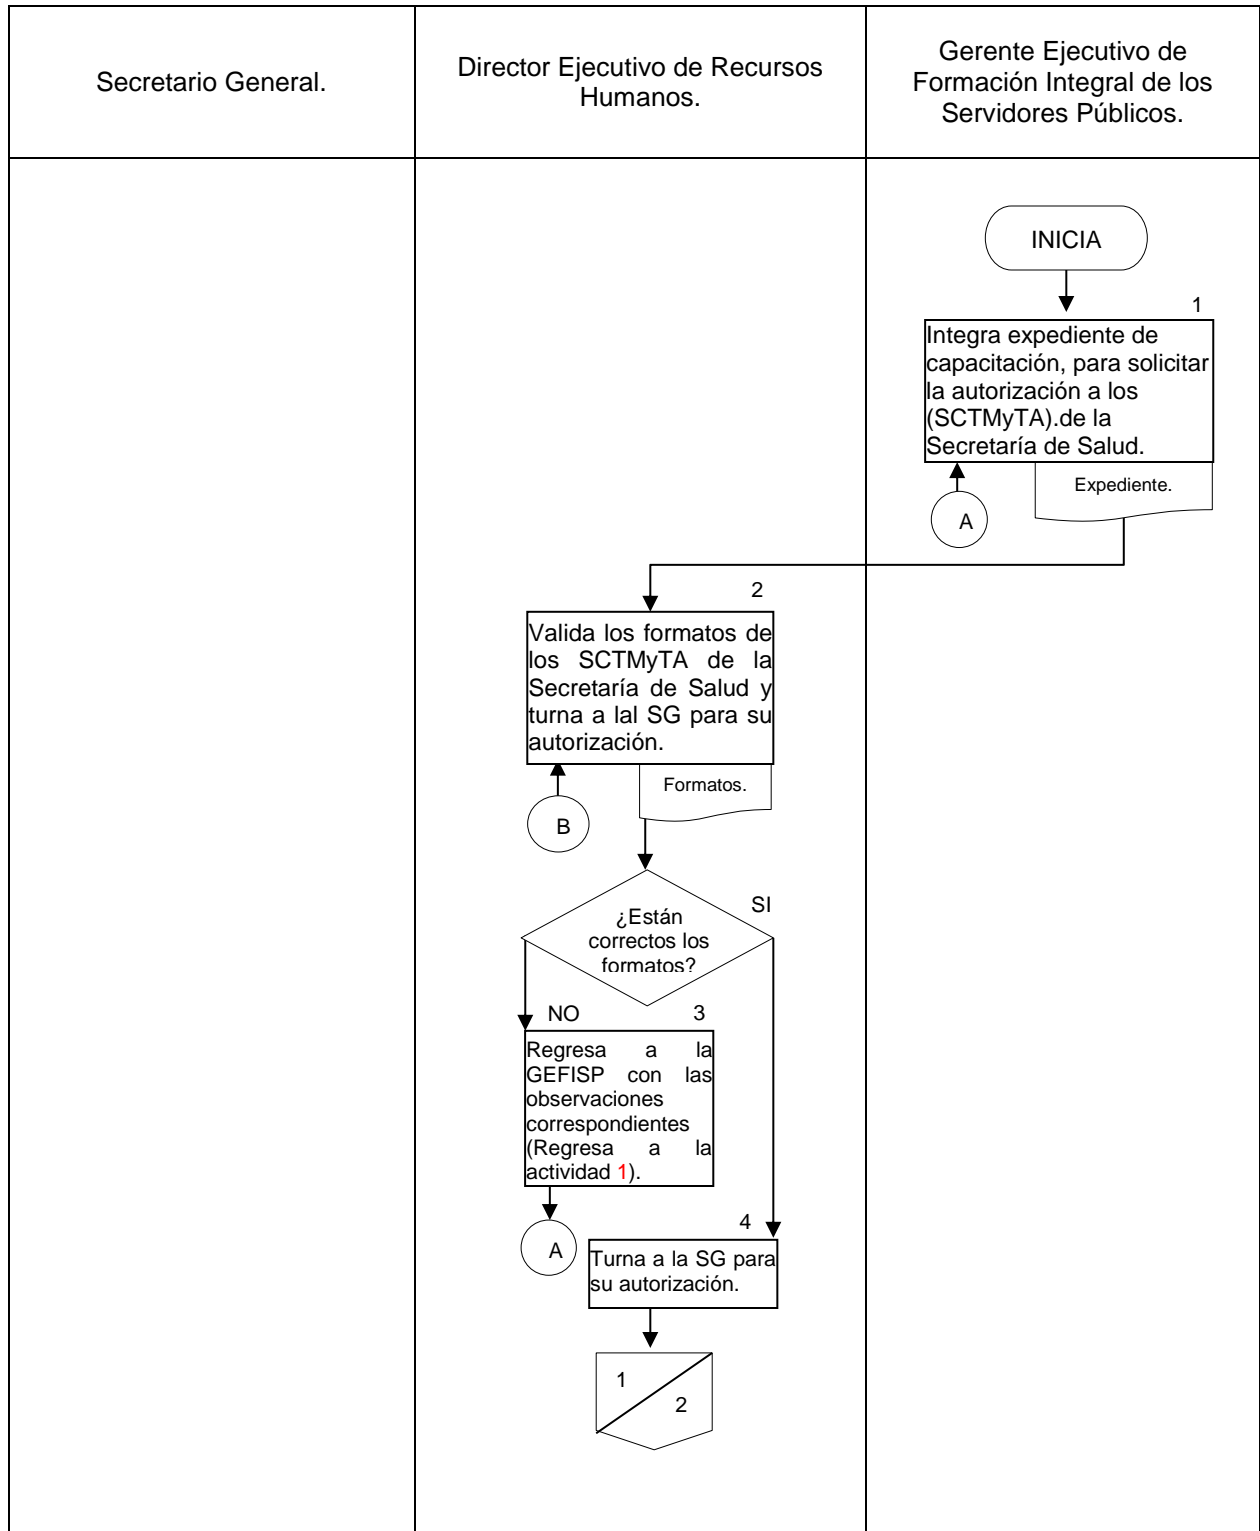 Secretario General.
Director Ejecutivo de Recursos
Humanos.
Gerente Ejecutivo de
Formación Integral de los
Servidores Públicos.
INICIA
1
Integra expediente de
capacitación, para solicitar
la autorización a los
(SCTMyTA).de la
Secretaría de Salud.
Expediente.
A
2
Valida los formatos de
los SCTMyTA de la
Secretaría de Salud y
turna a lal SG para su
autorización.
Formatos.
B
¿Están
correctos los
formatos?
SI
NO
3
Regresa a la
GEFISP con las
observaciones
correspondientes
(Regresa a la
actividad 1).
A
4
Turna a la SG para
su autorización.
1
2